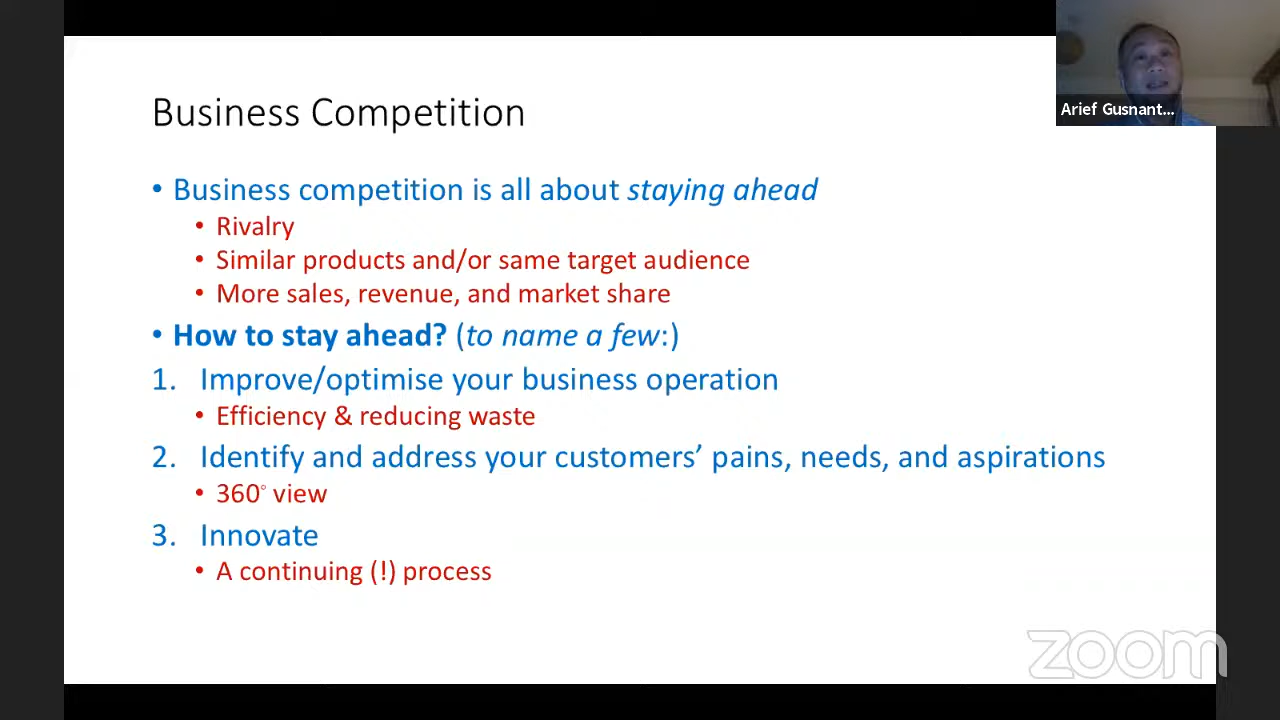 Business Competition
Arief Gusnant...
• Business competition is all about staying ahead
• Rivalry
• Similar products and/or same target audience
• More sales, revenue, and market share
• How to stay ahead? (to name a few:)
1. Improve/optimise your business operation
• Efficiency & reducing waste
2. Identify and address your customers’ pains, needs, and aspirations
• 360° view
3. Innovate
• A continuing (!) process
zoom